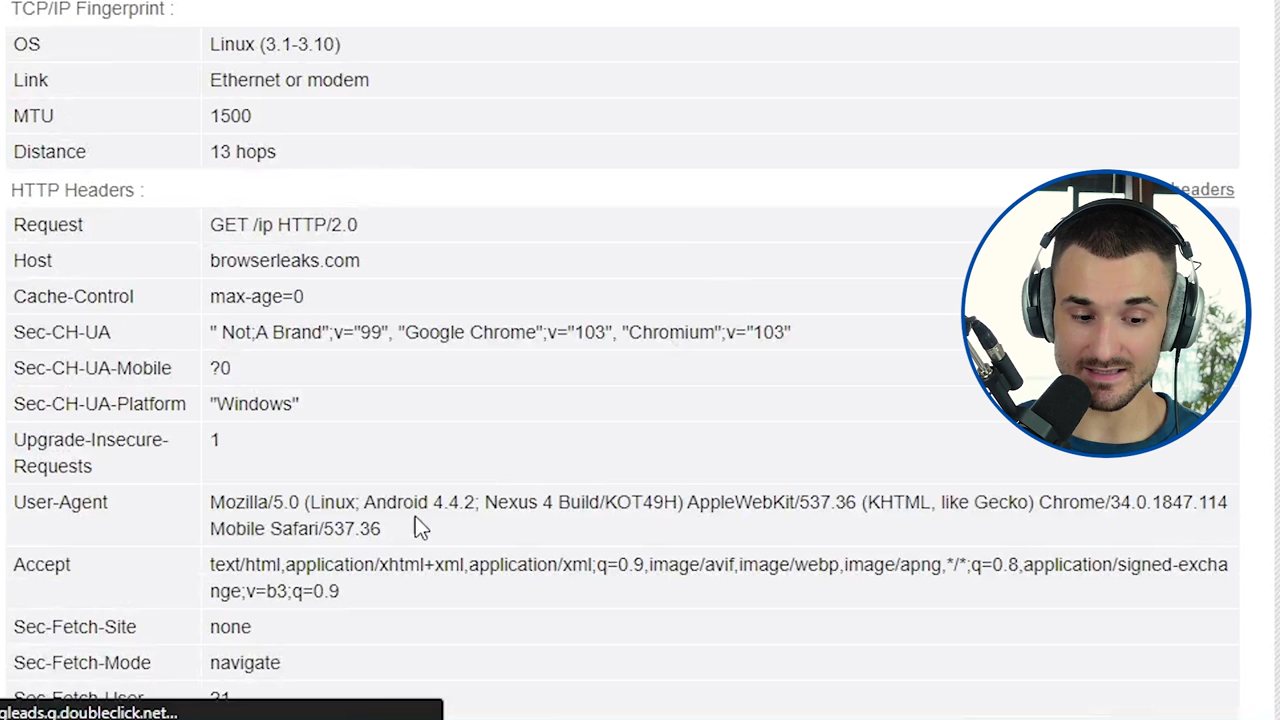 TCP/IP Fingerprint :
OS Linux (3.1-3.10)
Link Ethernet or modem
MTU 1500
Distance 13 hops
HTTP Headers : headers
Request GET /ip HTTP/2.0
Host browserleaks.com
Cache-Control max-age=0
Sec-CH-UA " Not;A Brand";v="99", "Google Chrome";v="103", "Chromium";v="103"
Sec-CH-UA-Mobile ?0
Sec-CH-UA-Platform "Windows"
Upgrade-Insecure- 1
Requests
User-Agent Mozilla/5.0 (Linux; Android 4.4.2; Nexus 4 Build/KOT49H) AppleWebKit/537.36 (KHTML, like Gecko) Chrome/34.0.1847.114
Mobile Safari/537.36
Accept text/html,application/xhtml+xml,application/xml;q=0.9,image/avif,image/webp,image/apng,*/*;q=0.8,application/signed-excha
nge;v=b3;q=0.9
Sec-Fetch-Site none
Sec-Fetch-Mode navigate
Sec-Fetch-User ?1
gleads.g.doubleclick.net...